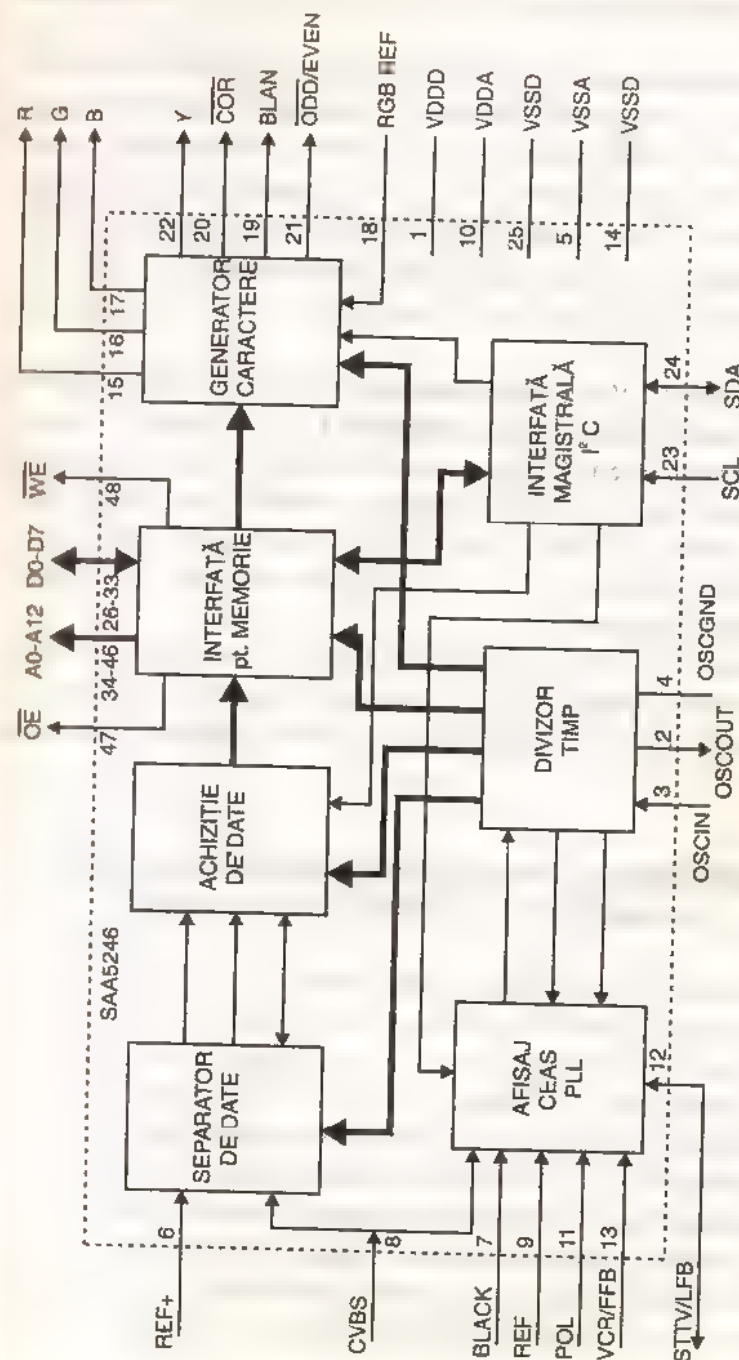 SAA5246
REF+
6
CVBS
8
BLACK
7
REF
9
POL
11
VCR/FFB
13
STTV/LFB
12
SEPARATOR
DE DATE
ACHIZIȚIE
DE DATE
INTERFAȚĂ
pt. MEMORIE
GENERATOR
CARACTERE
AFISAJ
CEAS
PLL
DIVIZOR
TIMP
INTERFAȚĂ
MAGISTRALĂ
I²C
OE
47
A0-A12
34-46
D0-D7
26-33
WE
48
R
15
G
16
B
17
22
Y
20
COR
19
BLAN
21
ODD/EVEN
18
RGB REF
1
VDDD
10
VDDA
25
VSSD
5
VSSA
14
VSSD
OSCIN
3
OSCOUT
2
OSCGND
4
SCL
23
SDA
24